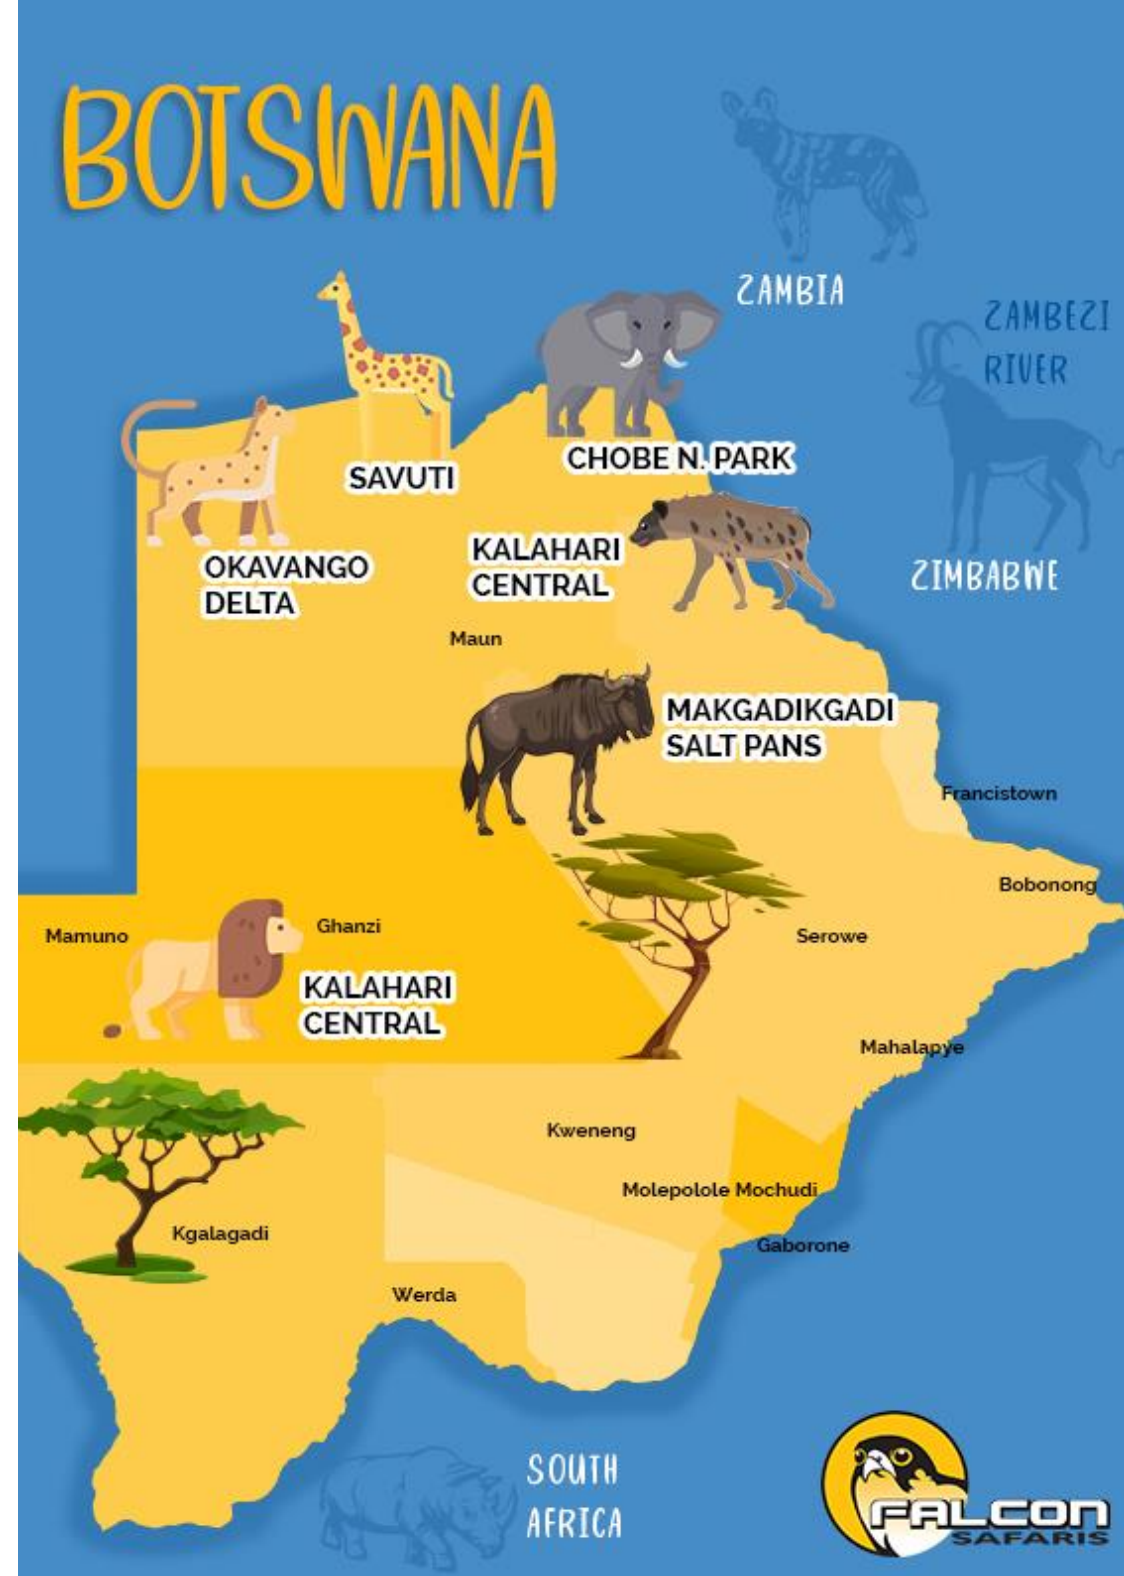 BOTSWANA
ZAMBIA
ZAMBEZI
RIVER
SAVUTI
CHOBE N. PARK
OKAVANGO
DELTA
KALAHARI
CENTRAL
ZIMBABWE
Maun
MAKGADIKGADI
SALT PANS
Francistown
Bobonong
Mamuno
Ghanzi
Serowe
KALAHARI
CENTRAL
Mahalapye
Kweneng
Molepolole Mochudi
Kgalagadi
Gaborone
Werda
SOUTH
AFRICA
FALCON
SAFARIS